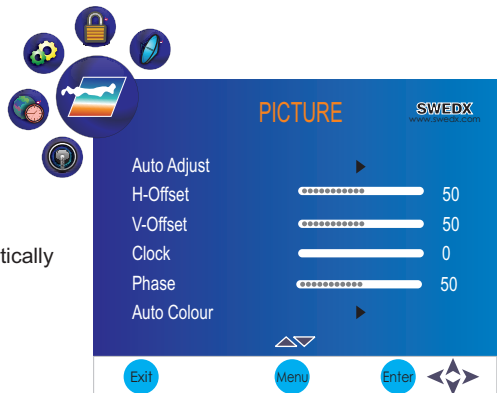 PICTURE
SWEDX
www.swedx.com
Auto Adjust
H-Offset 50
V-Offset 50
tically
Clock 0
Phase 50
Auto Colour
Exit Menu Enter